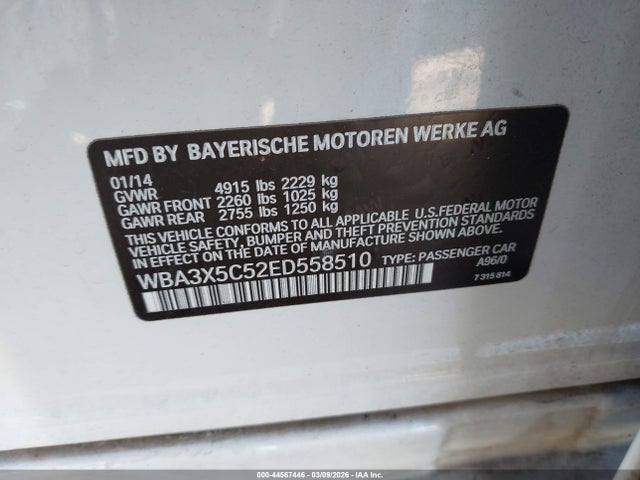 MFD BY BAYERISCHE MOTOREN WERKE AG
01/14
GVWR 4915 lbs 2229 kg
GAWR FRONT 2260 lbs 1025 kg
GAWR REAR 2755 lbs 1250 kg
THIS VEHICLE CONFORMS TO ALL APPLICABLE U.S.FEDERAL MOTOR
VEHICLE SAFETY, BUMPER AND THEFT PREVENTION STANDARDS
IN EFFECT ON THE DATE OF MANUFACTURE SHOWN ABOVE.
WBA3X5C52ED558510 TYPE: PASSENGER CAR
A96/0
7315814
000-44567446 | 03/09/2026 | IAA Inc.